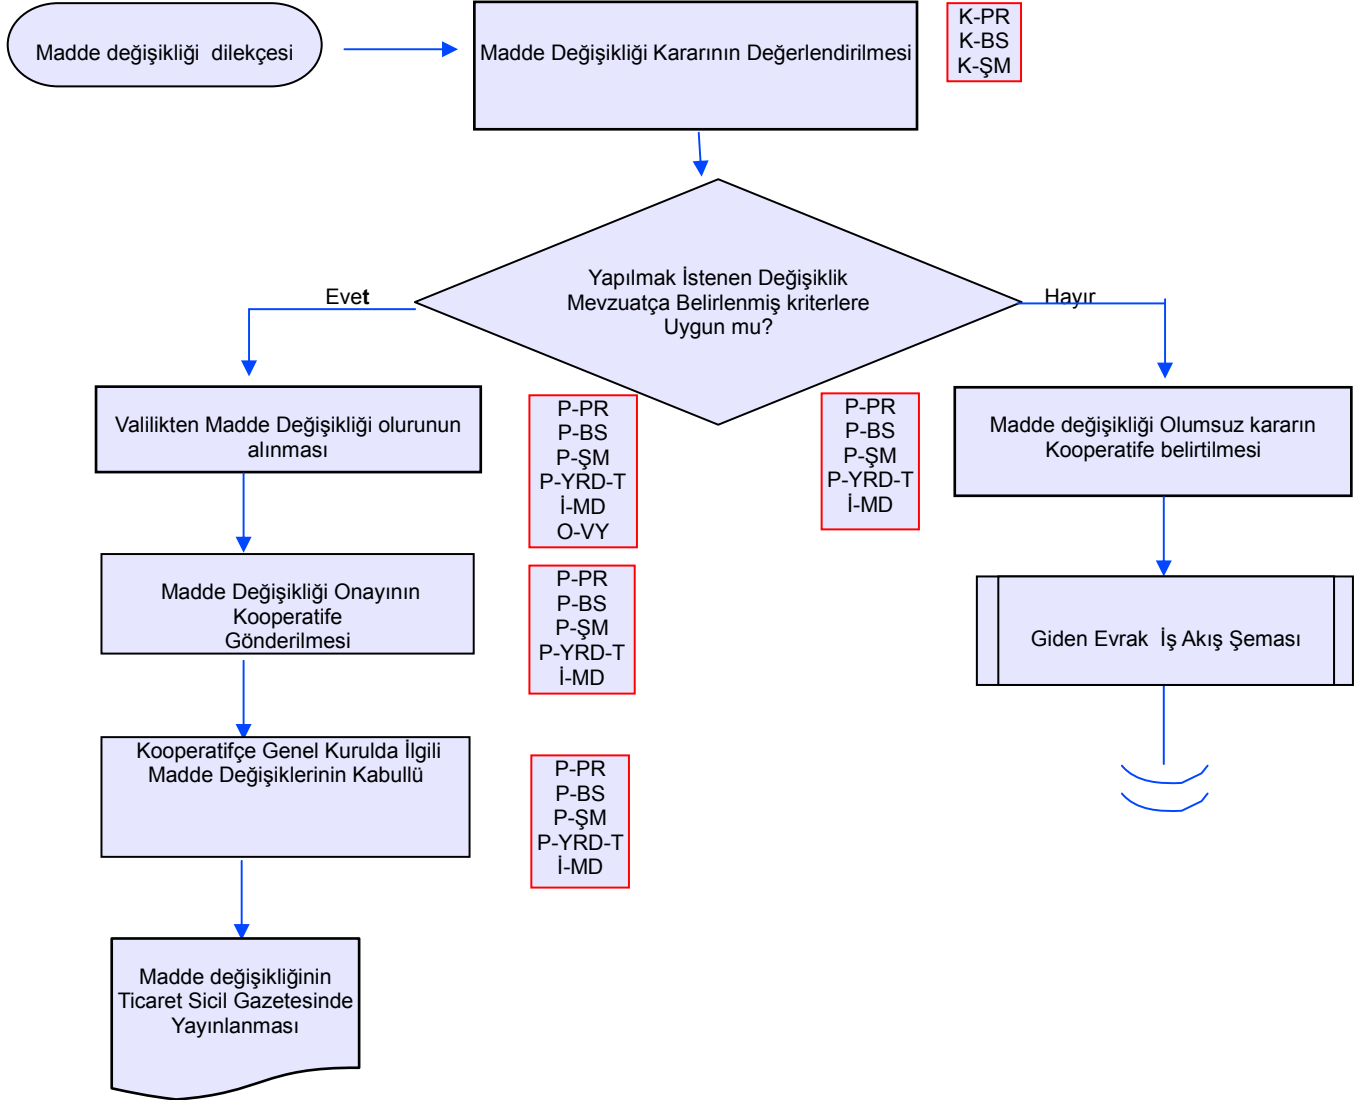 Madde değişikliği  dilekçesi
Madde Değişikliği Kararının Değerlendirilmesi
K-PR
K-BS
K-ŞM
Yapılmak İstenen Değişiklik
Mevzuatça Belirlenmiş kriterlere
Uygun mu?
Evet
Hayır
Valilikten Madde Değişikliği olurunun
alınması
P-PR
P-BS
P-ŞM
P-YRD-T
İ-MD
O-VY
P-PR
P-BS
P-ŞM
P-YRD-T
İ-MD
Madde değişikliği Olumsuz kararın
Kooperatife belirtilmesi
Madde Değişikliği Onayının
Kooperatife
Gönderilmesi
P-PR
P-BS
P-ŞM
P-YRD-T
İ-MD
Giden Evrak  İş Akış Şeması
Kooperatifçe Genel Kurulda İlgili
Madde Değişiklerinin Kabullü
P-PR
P-BS
P-ŞM
P-YRD-T
İ-MD
Madde değişikliğinin
Ticaret Sicil Gazetesinde
Yayınlanması